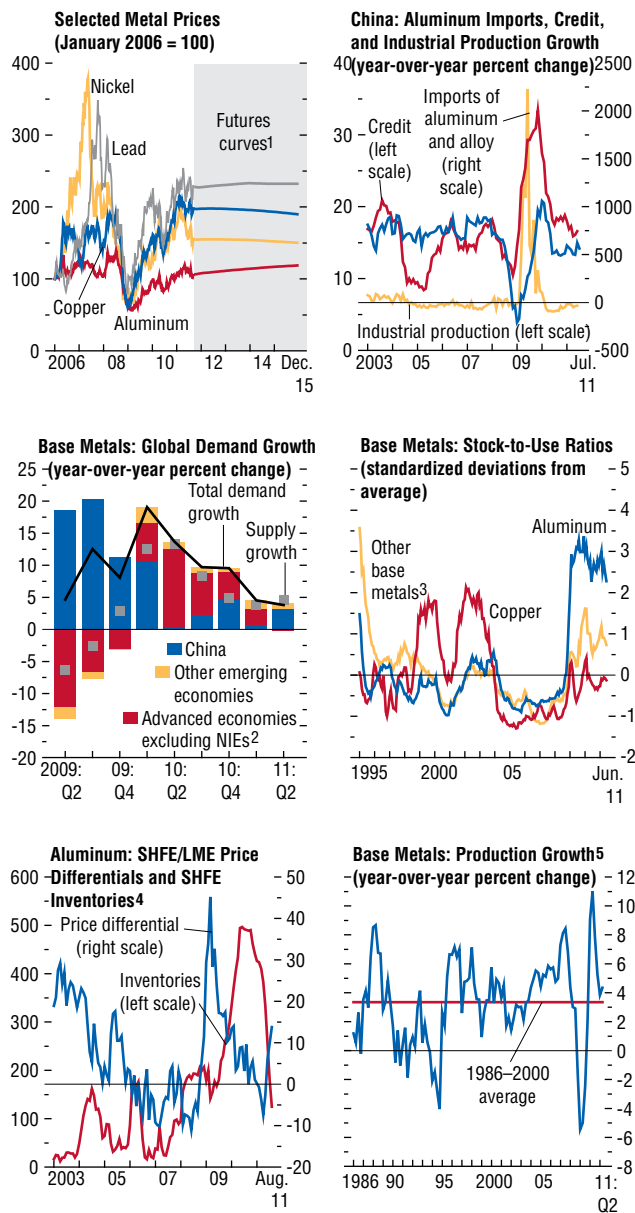 Selected Metal Prices
(January 2006 = 100)
400
300
200
100
0
Nickel
Lead
Copper
Aluminum
Futures
curves1
2006
08
10
12
14
Dec.
15
China: Aluminum Imports, Credit,
and Industrial Production Growth
(year-over-year percent change)
40
30
20
10
0
2500
2000
1500
1000
500
0
-500
Credit
(left
scale)
Imports of
aluminum
and alloy
(right
scale)
Industrial production (left scale)
2003
05
07
09
Jul.
11
Base Metals: Global Demand Growth
(year-over-year percent change)
25
20
15
10
5
0
-5
-10
-15
-20
Total demand
growth
Supply
growth
China
Other emerging
economies
Advanced economies
excluding NIEs2
2009:
Q2
09:
Q4
10:
Q2
10:
Q4
11:
Q2
Base Metals: Stock-to-Use Ratios
(standardized deviations from
average)
5
4
3
2
1
0
-1
-2
Other
base
metals3
Copper
Aluminum
1995
2000
05
Jun.
11
Aluminum: SHFE/LME Price
Differentials and SHFE
Inventories4
600
500
400
300
200
100
0
50
40
30
20
10
0
-10
-20
Price differential
(right scale)
Inventories
(left scale)
2003
05
07
09
Aug.
11
Base Metals: Production Growth5
(year-over-year percent change)
12
10
8
6
4
2
0
-2
-4
-6
-8
1986–2000
average
1986
90
95
2000
05
11:
Q2